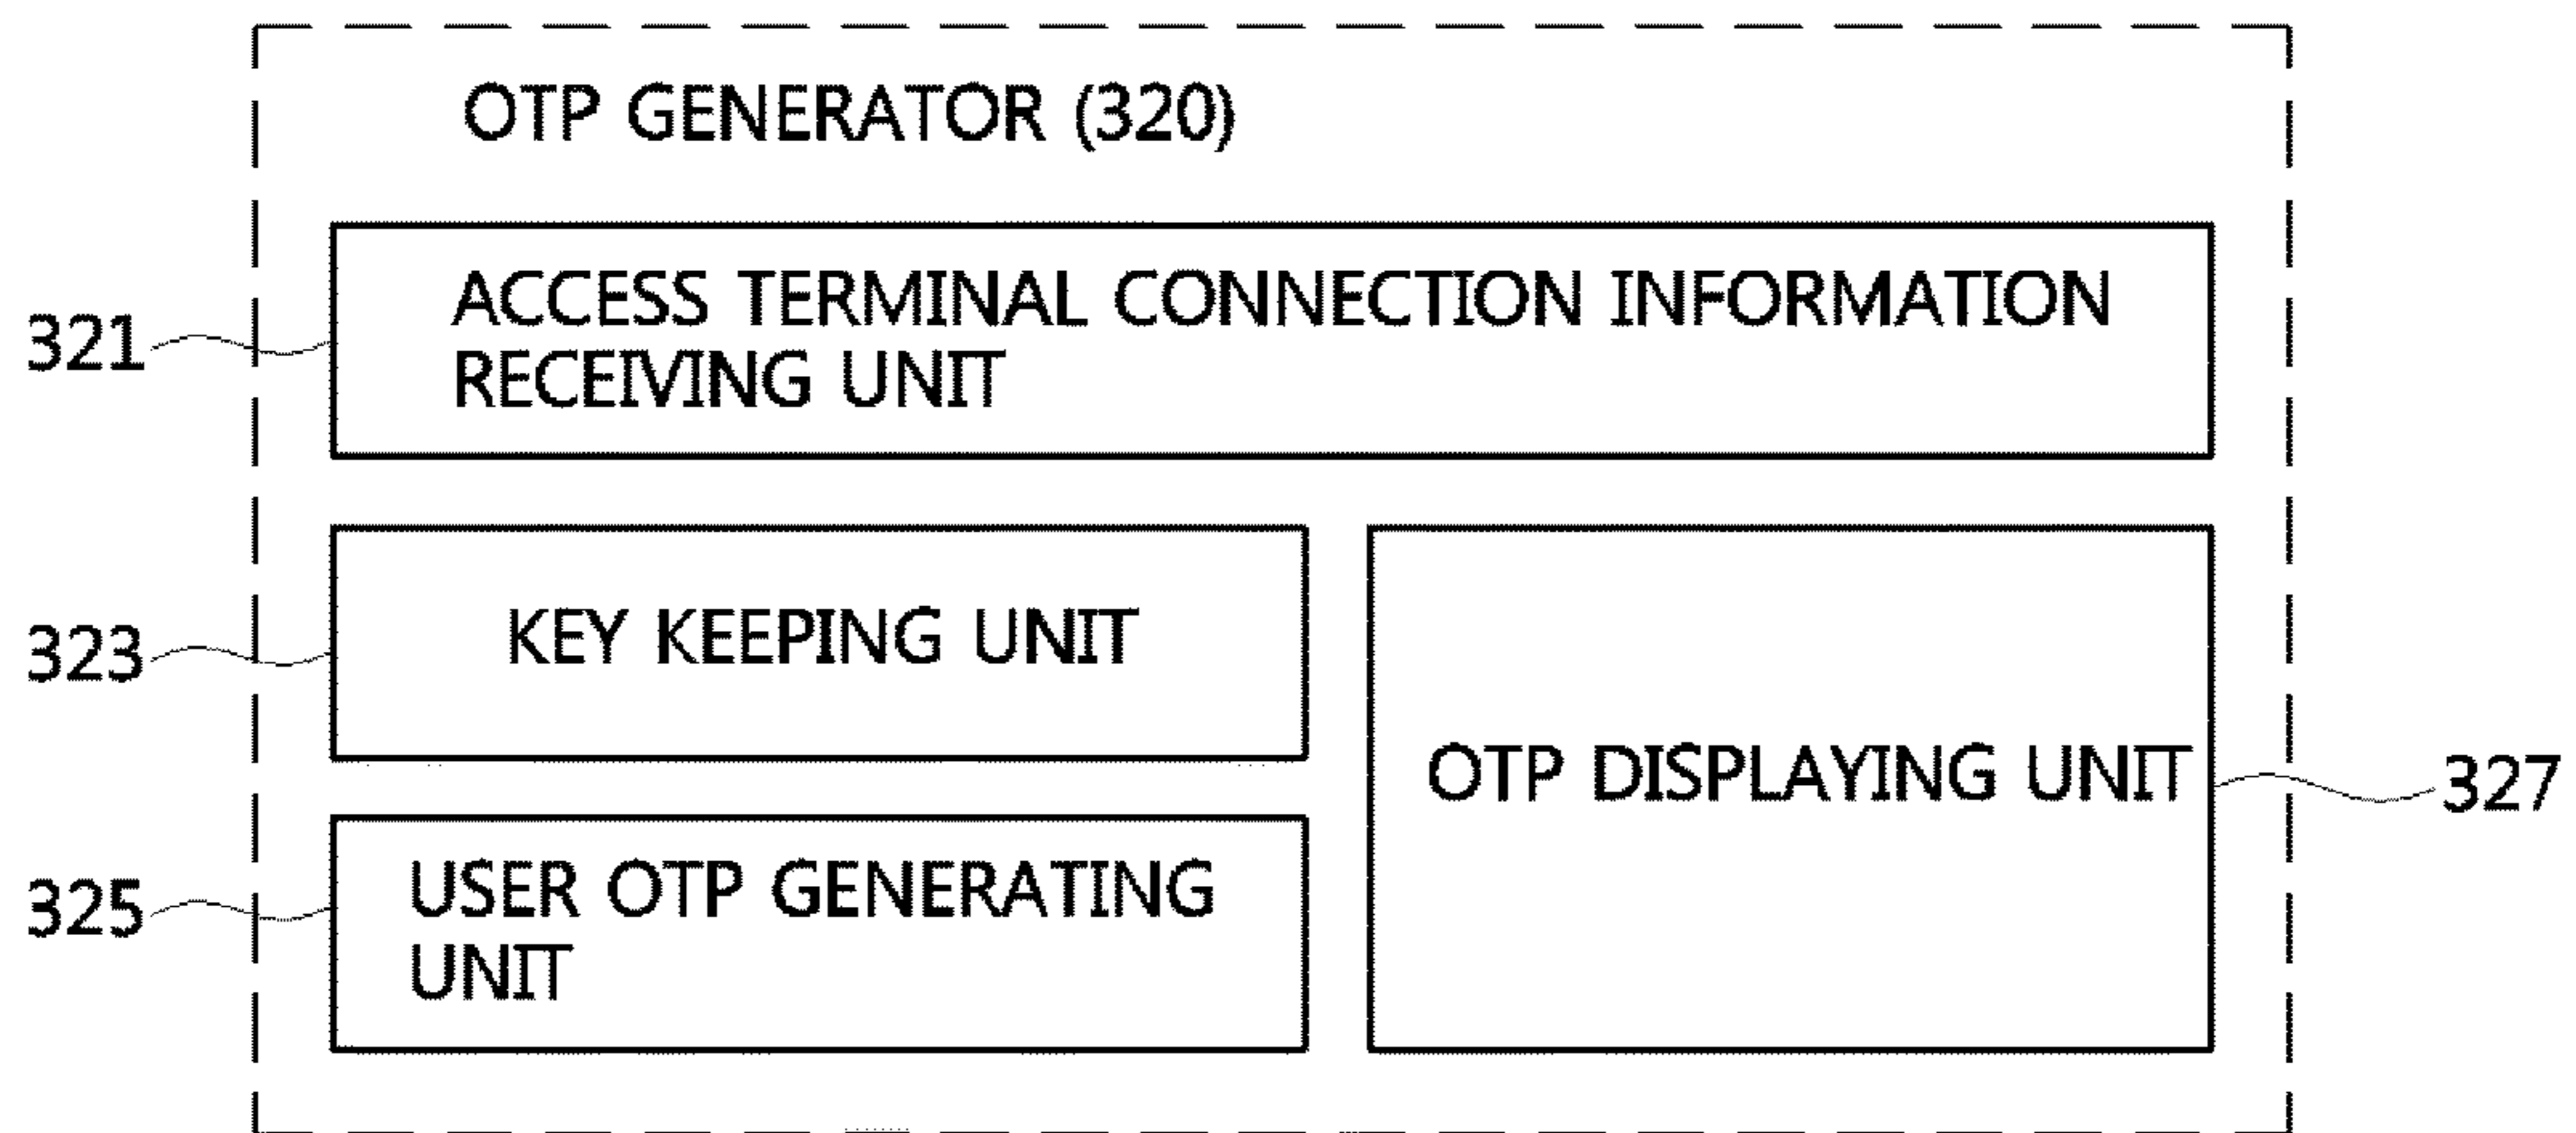 OTP GENERATOR (320)
321
ACCESS TERMINAL CONNECTION INFORMATION
RECEIVING UNIT
323
KEY KEEPING UNIT
OTP DISPLAYING UNIT
327
325
USER OTP GENERATING
UNIT